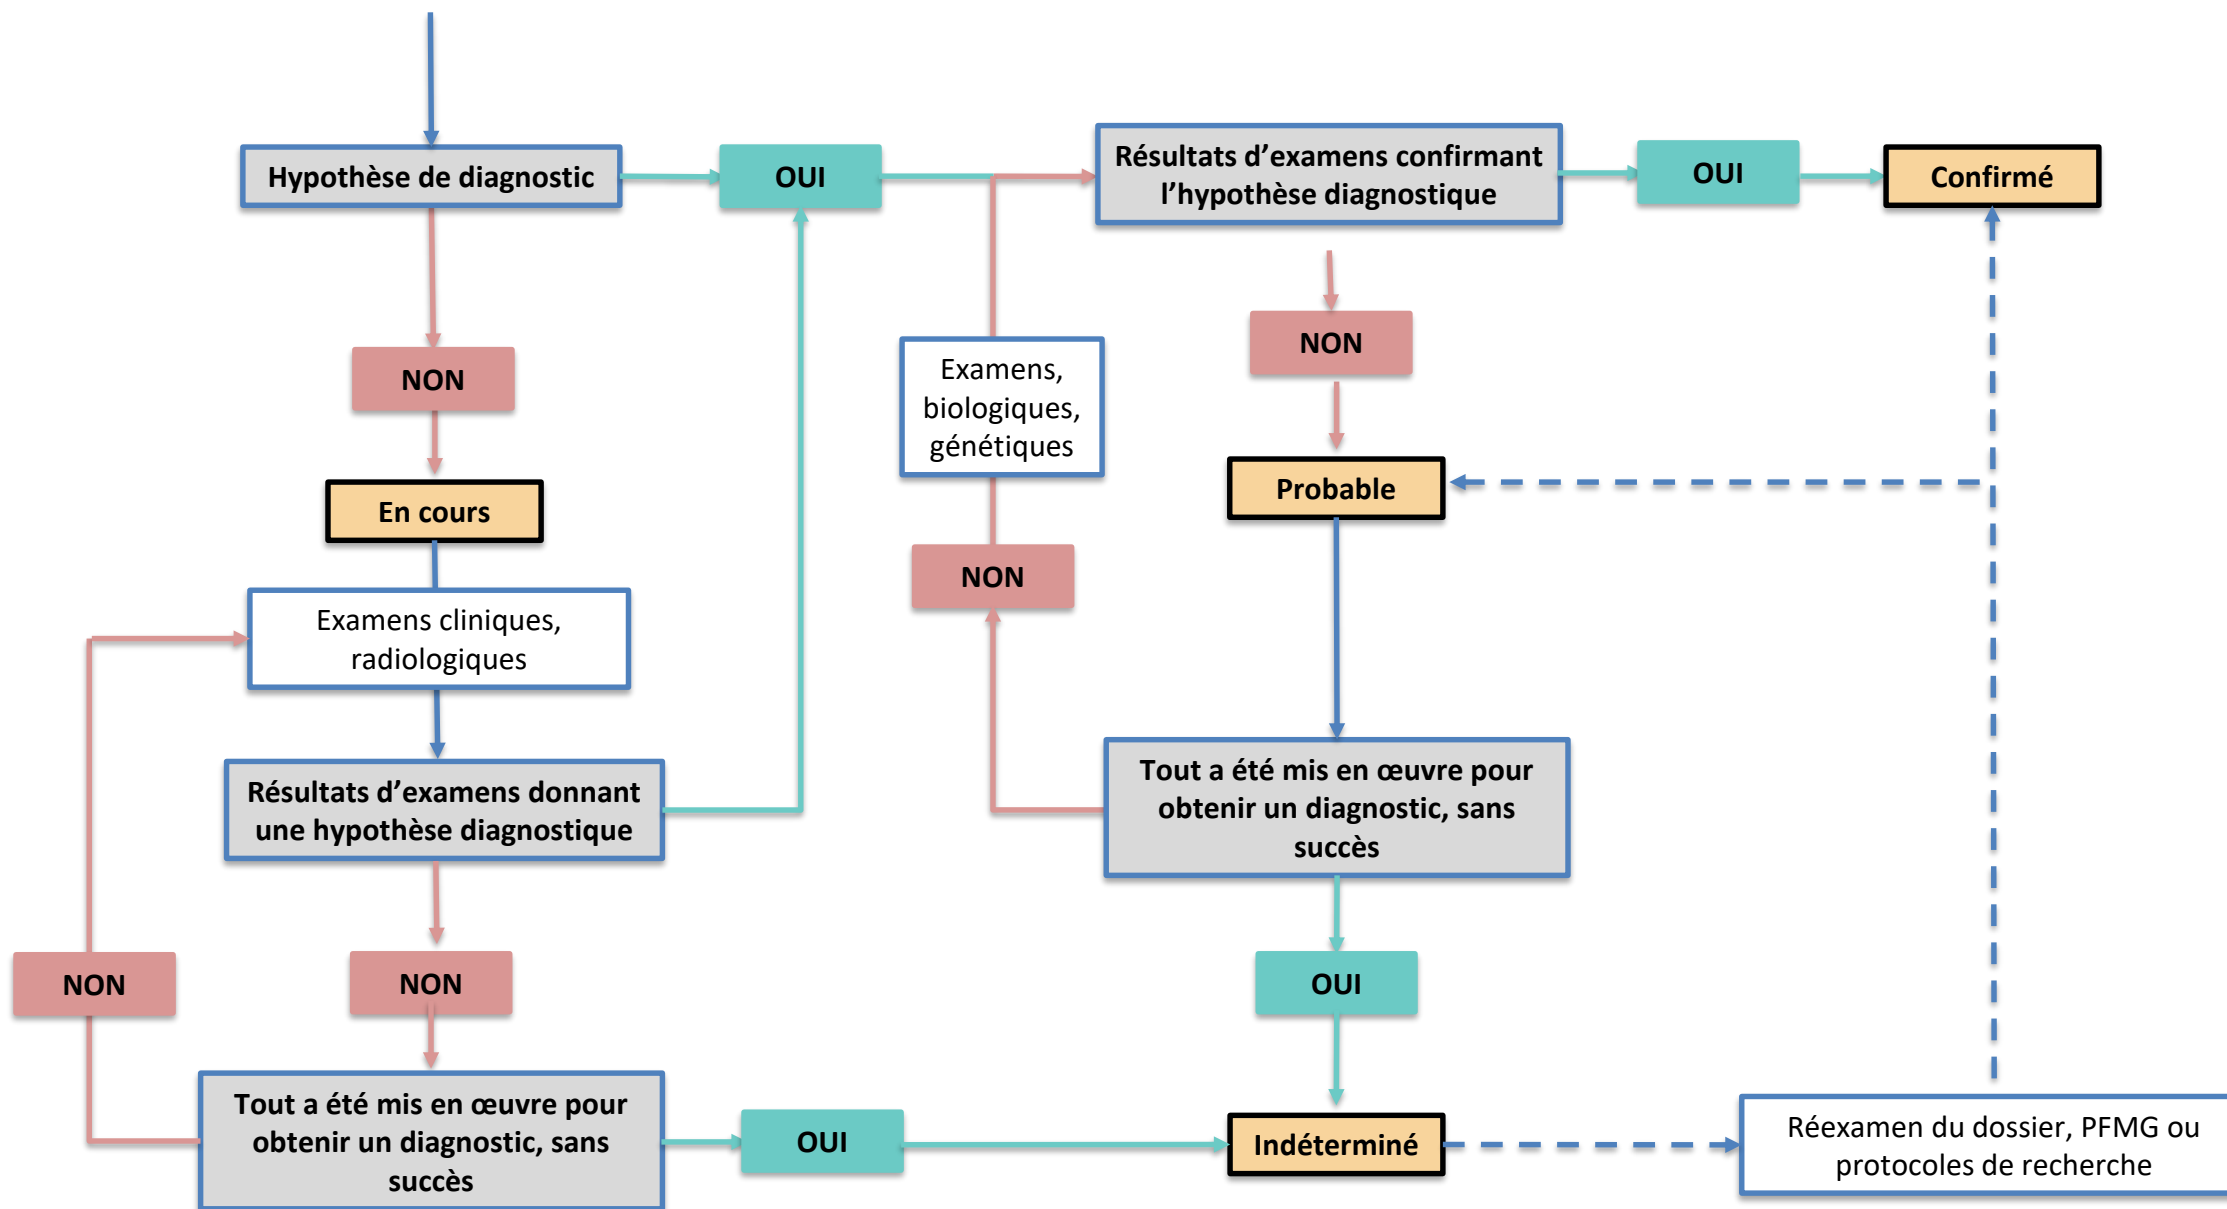 Hypothèse de diagnostic
OUI
Résultats d’examens confirmant
l’hypothèse diagnostique
OUI
Confirmé
NON
NON
Examens,
biologiques,
génétiques
Probable
En cours
NON
Examens cliniques,
radiologiques
Résultats d’examens donnant
une hypothèse diagnostique
Tout a été mis en œuvre pour
obtenir un diagnostic, sans
succès
NON
NON
OUI
Tout a été mis en œuvre pour
obtenir un diagnostic, sans
succès
OUI
Indéterminé
Réexamen du dossier, PFMG ou
protocoles de recherche